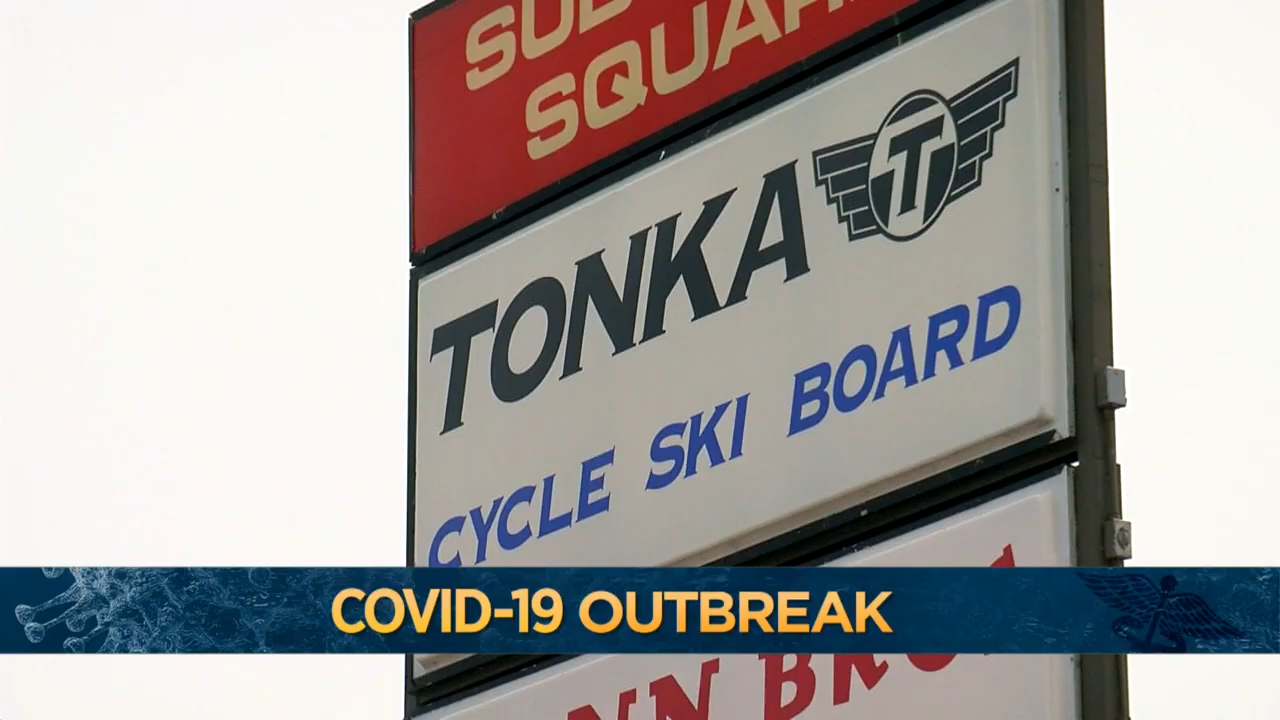 SQUARE
TONKA
T
CYCLE SKI BOARD
COVID-19 OUTBREAK